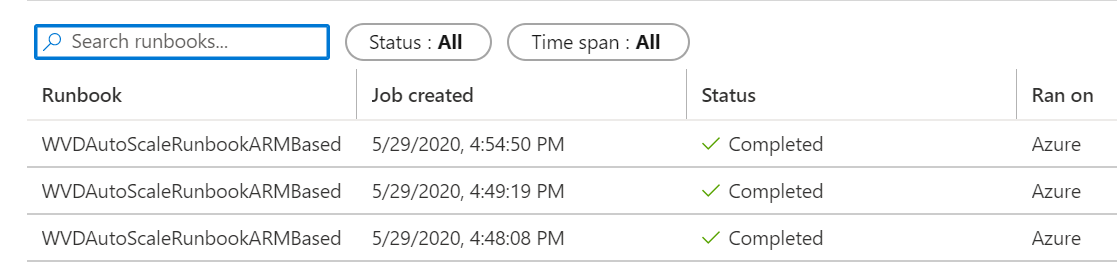 Search runbooks... Status : All Time span : All
Runbook Job created Status Ran on
WVDAutoScaleRunbookARMBased 5/29/2020, 4:54:50 PM Completed Azure
WVDAutoScaleRunbookARMBased 5/29/2020, 4:49:19 PM Completed Azure
WVDAutoScaleRunbookARMBased 5/29/2020, 4:48:08 PM Completed Azure